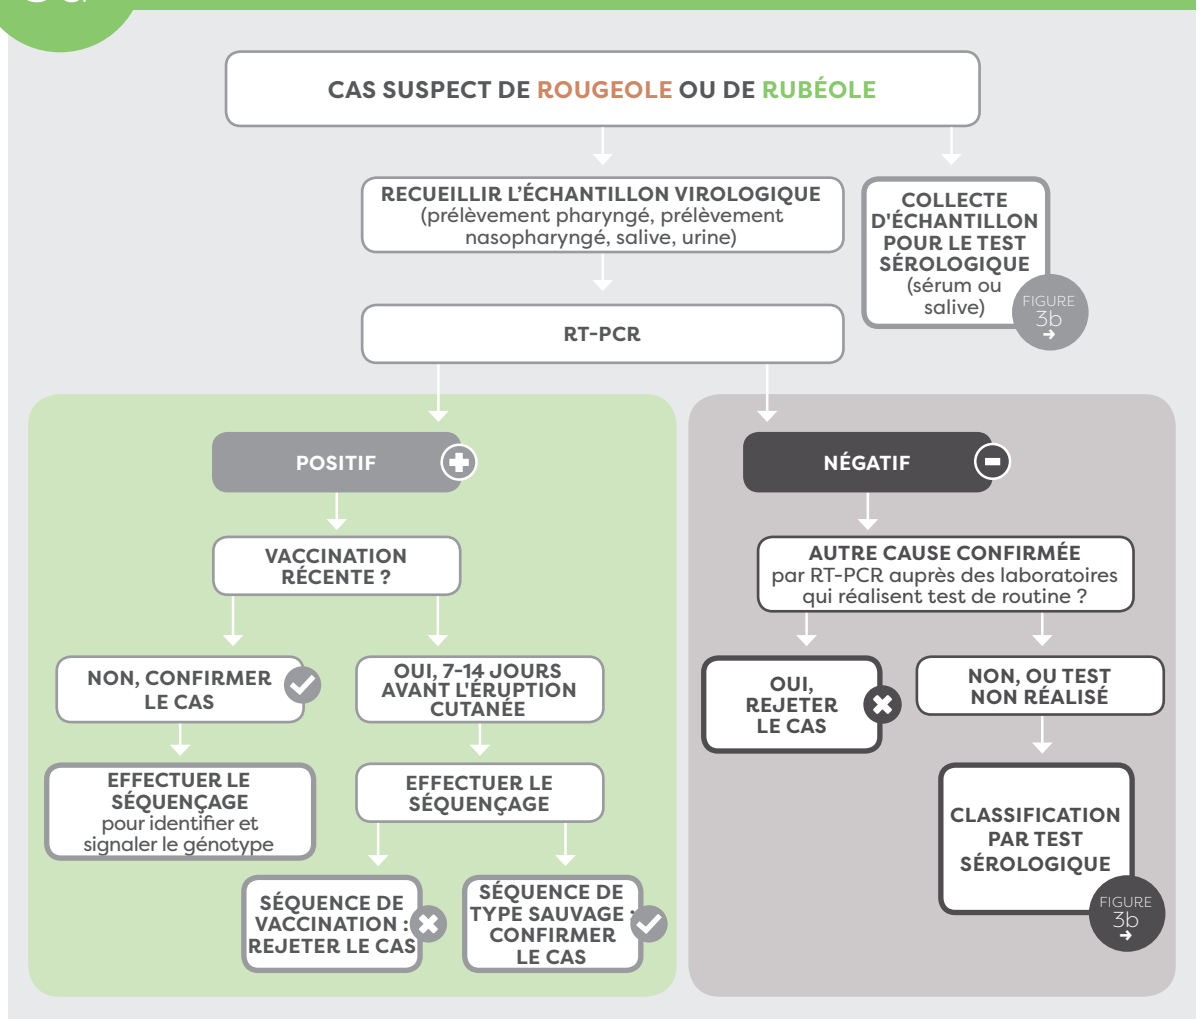 CAS SUSPECT DE ROUGEOLE OU DE RUBÉOLE
RECUEILLIR L'ÉCHANTILLON VIROLOGIQUE
(prélèvement pharyngé, prélèvement
nasopharyngé, salive, urine)
COLLECTE
D'ÉCHANTILLON
POUR LE TEST
SÉROLOGIQUE
(sérum ou
salive)
FIGURE
3b
RT-PCR
POSITIF
VACCINATION
RÉCENTE ?
NON, CONFIRMER
LE CAS
EFFECTUER LE
SÉQUENÇAGE
pour identifier et
signaler le génotype
OUI, 7-14 JOURS
AVANT L'ÉRUPTION
CUTANÉE
EFFECTUER LE
SÉQUENÇAGE
SÉQUENCE DE
VACCINATION :
REJETER LE CAS
SÉQUENCE DE
TYPE SAUVAGE :
CONFIRMER
LE CAS
NÉGATIF
AUTRE CAUSE CONFIRMÉE
par RT-PCR auprès des laboratoires
qui réalisent test de routine ?
OUI,
REJETER
LE CAS
NON, OU TEST
NON RÉALISÉ
CLASSIFICATION
PAR TEST
SÉROLOGIQUE
FIGURE
3b